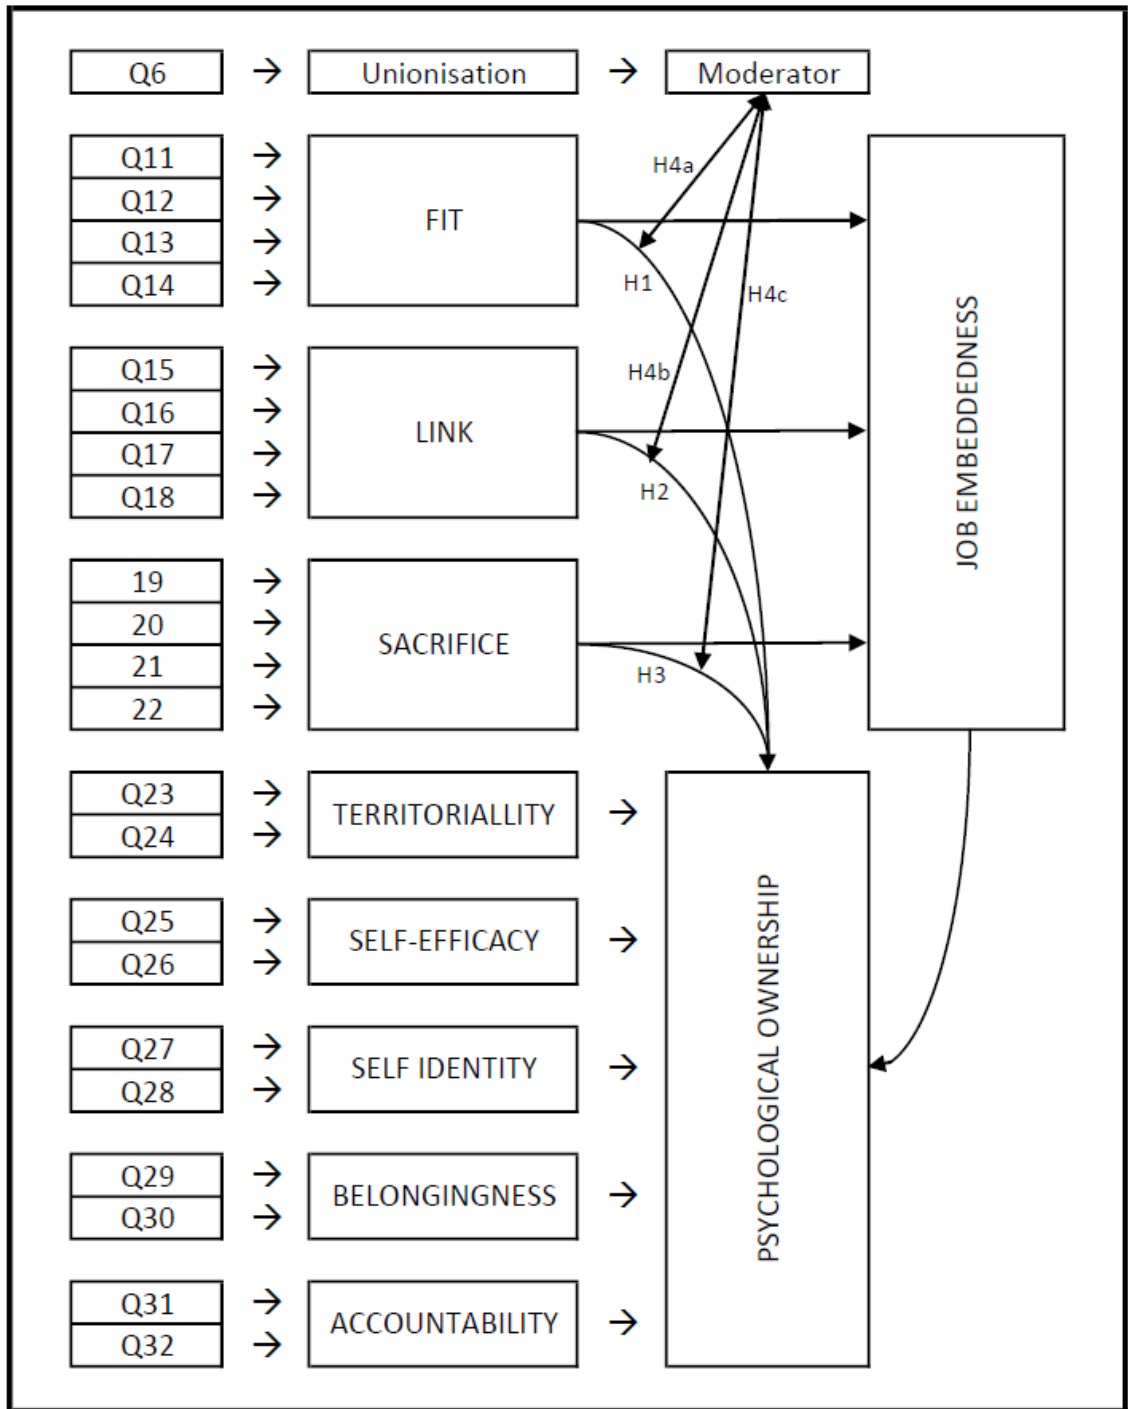 Q6 → Unionisation → Moderator
Q11 →
Q12 →
Q13 →
Q14 →
FIT
H4a
H1
H4c
Q15 →
Q16 →
Q17 →
Q18 →
LINK
H4b
H2
19 →
20 →
21 →
22 →
SACRIFICE
H3
JOB EMBEDDEDNESS
Q23 →
Q24 →
TERRITORIALLITY →
Q25 →
Q26 →
SELF-EFFICACY →
Q27 →
Q28 →
SELF IDENTITY →
Q29 →
Q30 →
BELONGINGNESS →
Q31 →
Q32 →
ACCOUNTABILITY →
PSYCHOLOGICAL OWNERSHIP